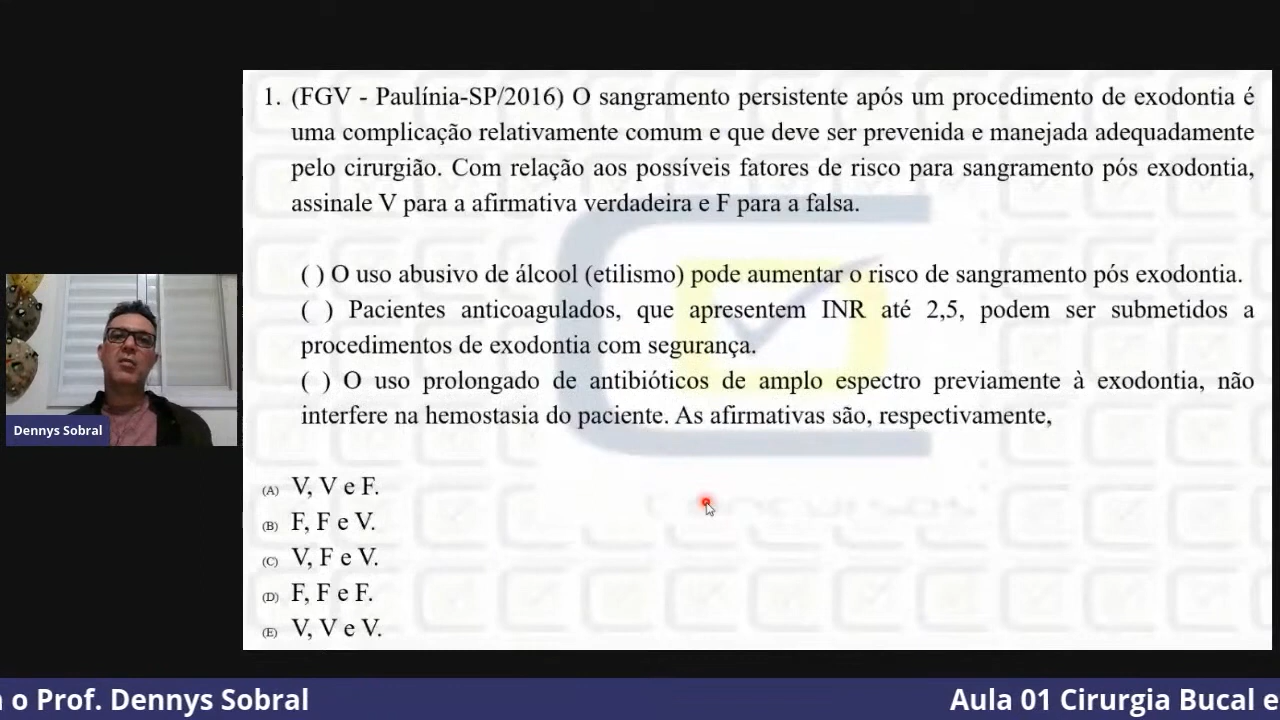 1. (FGV - Paulínia-SP/2016) O sangramento persistente após um procedimento de exodontia é
uma complicação relativamente comum e que deve ser prevenida e manejada adequadamente
pelo cirurgião. Com relação aos possíveis fatores de risco para sangramento pós exodontia,
assinale V para a afirmativa verdadeira e F para a falsa.
( ) O uso abusivo de álcool (etilismo) pode aumentar o risco de sangramento pós exodontia.
( ) Pacientes anticoagulados, que apresentem INR até 2,5, podem ser submetidos a
procedimentos de exodontia com segurança.
( ) O uso prolongado de antibióticos de amplo espectro previamente à exodontia, não
interfere na hemostasia do paciente. As afirmativas são, respectivamente,
(A) V, V e F.
(B) F, F e V.
(C) V, F e V.
(D) F, F e F.
(E) V, V e V.
Dennys Sobral
o Prof. Dennys Sobral
Aula 01 Cirurgia Bucal e